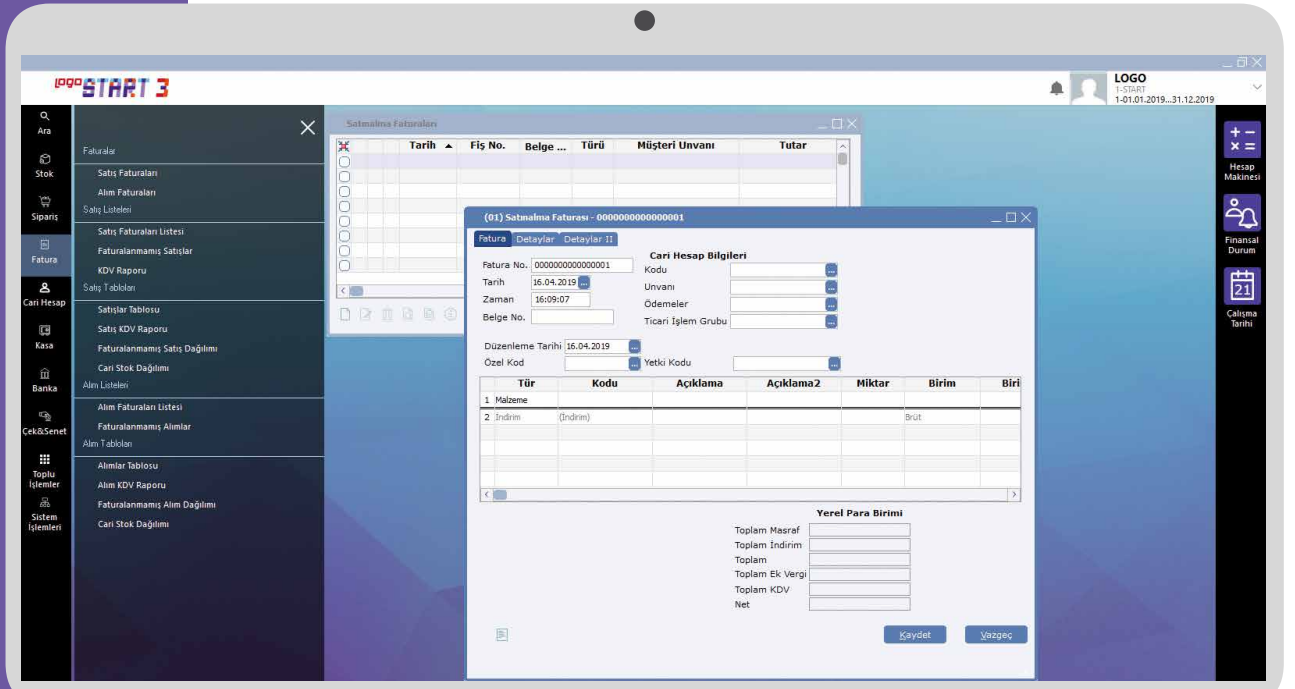 logo START 3
LOGO
1-START
1-01.01.2019...31.12.2019
Ara
Stok
Sipariş
Fatura
Cari Hesap
Kasa
Banka
Çek&Senet
Toplu
İşlemler
Sistem
İşlemleri
Faturalar
Satış Faturaları
Alım Faturaları
Satış Listeleri
Satış Faturaları Listesi
Faturalanmamış Satışlar
KDV Raporu
Satış Tabloları
Satışlar Tablosu
Satış KDV Raporu
Faturalanmamış Satış Dağılımı
Cari Stok Dağılımı
Alım Listeleri
Alım Faturaları Listesi
Faturalanmamış Alımlar
Alım Tabloları
Alımlar Tablosu
Alım KDV Raporu
Faturalanmamış Alım Dağılımı
Cari Stok Dağılımı
Satınalma Faturaları
Tarih Fiş No. Belge ... Türü Müşteri Unvanı Tutar
(01) Satınalma Faturası - 0000000000000001
Fatura Detaylar Detaylar II
Cari Hesap Bilgileri
Fatura No. 0000000000000001 Kodu
Tarih 16.04.2019 Unvanı
Zaman 16:09:07 Ödemeler
Belge No. Ticari İşlem Grubu
Düzenleme Tarihi 16.04.2019
Özel Kod Yetki Kodu
Tür Kodu Açıklama Açıklama2 Miktar Birim Biri
1 Malzeme
2 İndirim (İndirim) Brüt
Yerel Para Birimi
Toplam Masraf
Toplam İndirim
Toplam
Toplam Ek Vergi
Toplam KDV
Net
Kaydet Vazgeç
Hesap
Makinesi
Finansal
Durum
21
Çalışma
Tarihi